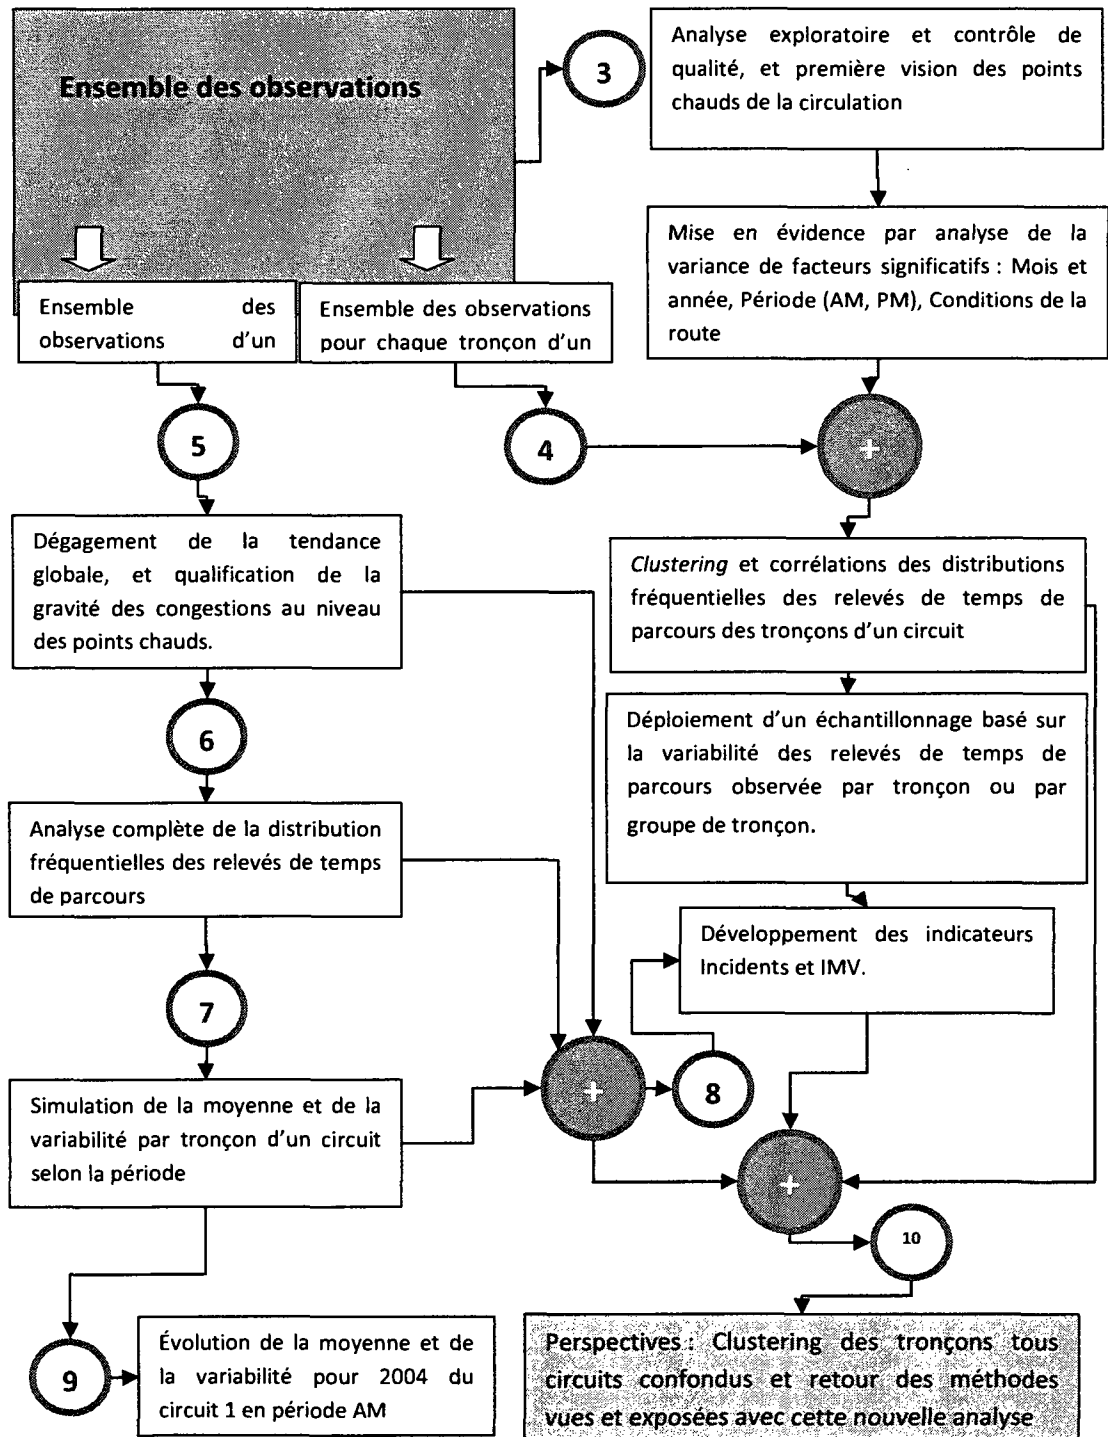 Ensemble des observations
3
Analyse exploratoire et contrôle de
qualité, et première vision des points
chauds de la circulation
Mise en évidence par analyse de la
variance de facteurs significatifs : Mois et
année, Période (AM, PM), Conditions de la
route
Ensemble des
observations d'un
Ensemble des observations
pour chaque tronçon d'un
5
4
+
Dégagement de la tendance
globale, et qualification de la
gravité des congestions au niveau
des points chauds.
Clustering et corrélations des distributions
fréquentielles des relevés de temps de
parcours des tronçons d'un circuit
6
Déploiement d'un échantillonnage basé sur
la variabilité des relevés de temps de
parcours observée par tronçon ou par
groupe de tronçon.
Analyse complète de la distribution
fréquentielles des relevés de temps
de parcours
Développement des indicateurs
Incidents et IMV.
7
+
8
Simulation de la moyenne et de la
variabilité par tronçon d'un circuit
selon la période
+
10
9
Évolution de la moyenne et de
la variabilité pour 2004 du
circuit 1 en période AM
Perspectives : Clustering des tronçons tous
circuits confondus et retour des méthodes
vues et exposées avec cette nouvelle analyse